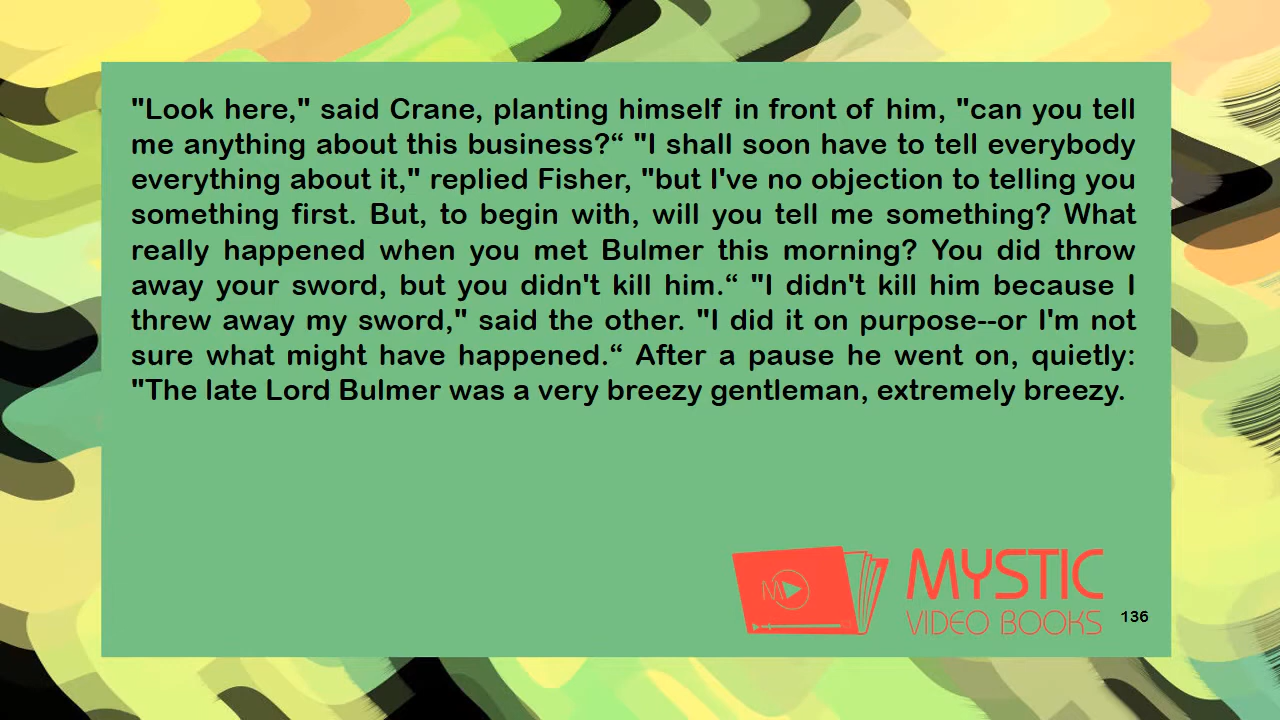 "Look here," said Crane, planting himself in front of him, "can you tell
me anything about this business?“ "I shall soon have to tell everybody
everything about it," replied Fisher, "but I've no objection to telling you
something first. But, to begin with, will you tell me something? What
really happened when you met Bulmer this morning? You did throw
away your sword, but you didn't kill him.“ "I didn't kill him because I
threw away my sword," said the other. "I did it on purpose--or I'm not
sure what might have happened.“ After a pause he went on, quietly:
"The late Lord Bulmer was a very breezy gentleman, extremely breezy.
M
MYSTIC
VIDEO BOOKS
136